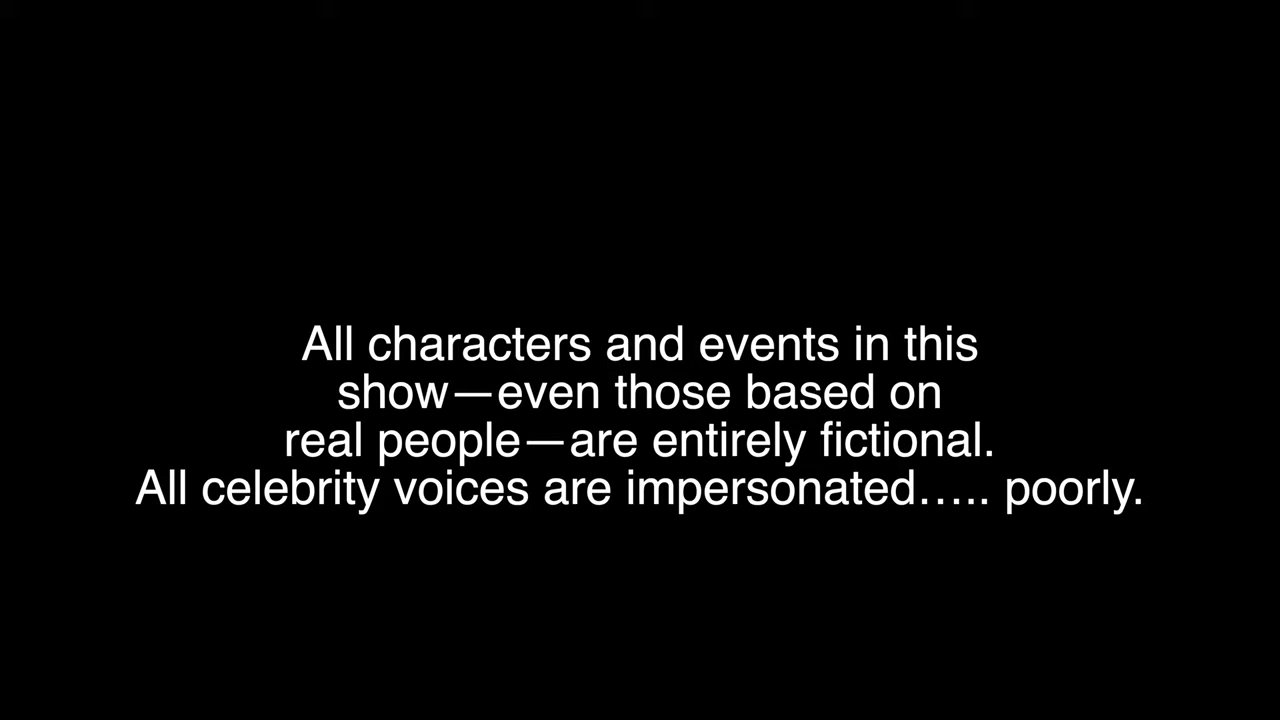 All characters and events in this
show—even those based on
real people—are entirely fictional.
All celebrity voices are impersonated….. poorly.